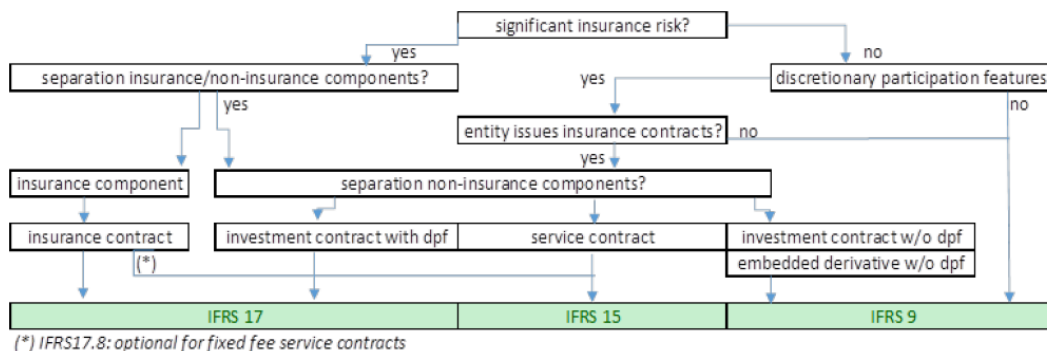 significant insurance risk?
yes
no
separation insurance/non-insurance components?
yes
discretionary participation features
yes
no
entity issues insurance contracts?
no
yes
insurance component
separation non-insurance components?
insurance contract
investment contract with dpf
service contract
investment contract w/o dpf
(*)
embedded derivative w/o dpf
IFRS 17
IFRS 15
IFRS 9
(*) IFRS17.8: optional for fixed fee service contracts